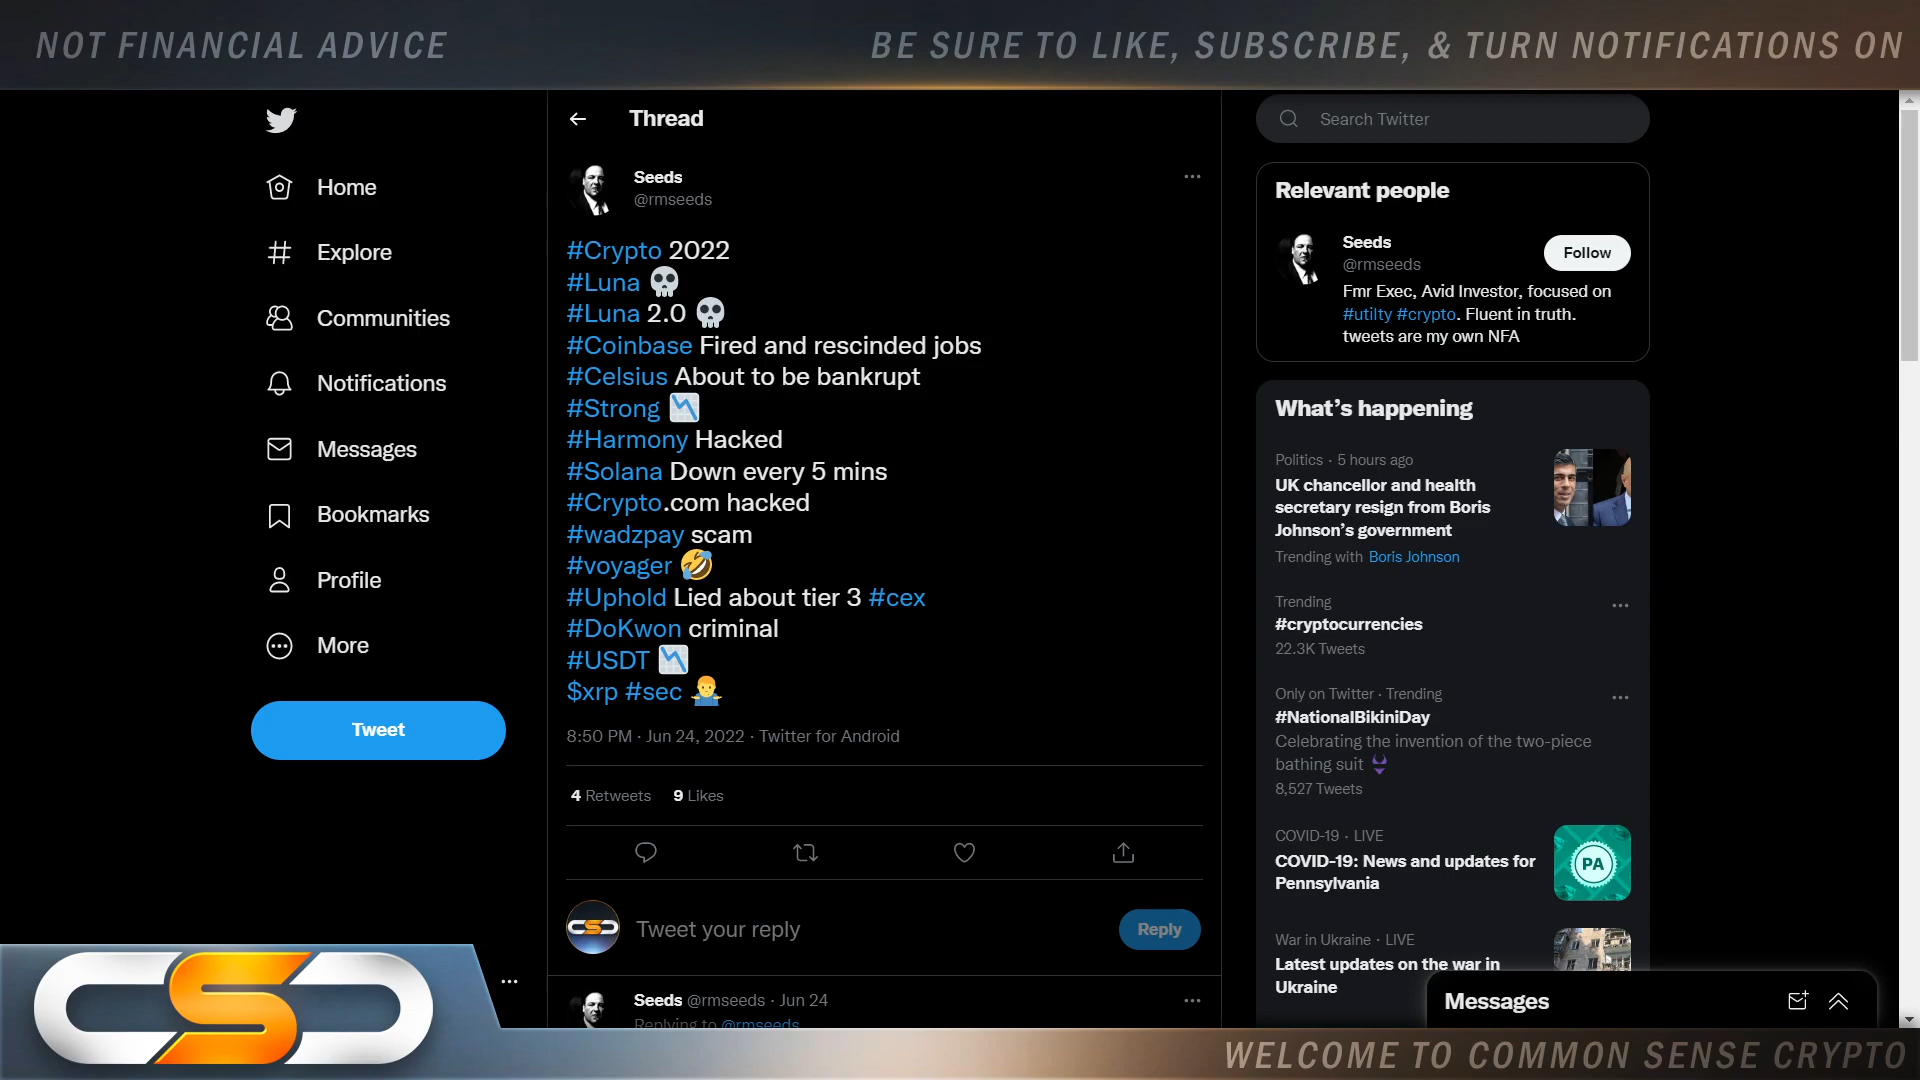 NOT FINANCIAL ADVICE
BE SURE TO LIKE, SUBSCRIBE, & TURN NOTIFICATIONS ON
Home
Explore
Communities
Notifications
Messages
Bookmarks
Profile
More
Tweet
Thread
Seeds
@rmseeds
#Crypto 2022
#Luna 💀
#Luna 2.0 💀
#Coinbase Fired and rescinded jobs
#Celsius About to be bankrupt
#Strong 📉
#Harmony Hacked
#Solana Down every 5 mins
#Crypto.com hacked
#wadzpay scam
#voyager 🤣
#Uphold Lied about tier 3 #cex
#DoKwon criminal
#USDT 📉
$xrp #sec 🤷‍♂️
8:50 PM · Jun 24, 2022 · Twitter for Android
4 Retweets 9 Likes
Tweet your reply
Reply
Seeds @rmseeds · Jun 24
Replying to @rmseeds
Search Twitter
Relevant people
Seeds
@rmseeds
Follow
Fmr Exec, Avid Investor, focused on
#utilty #crypto. Fluent in truth.
tweets are my own NFA
What's happening
Politics · 5 hours ago
UK chancellor and health
secretary resign from Boris
Johnson's government
Trending with Boris Johnson
Trending
#cryptocurrencies
22.3K Tweets
Only on Twitter · Trending
#NationalBikiniDay
Celebrating the invention of the two-piece
bathing suit 👙
8,527 Tweets
COVID-19 · LIVE
COVID-19: News and updates for
Pennsylvania
PA
War in Ukraine · LIVE
Latest updates on the war in
Ukraine
Messages
CSC
WELCOME TO COMMON SENSE CRYPTO